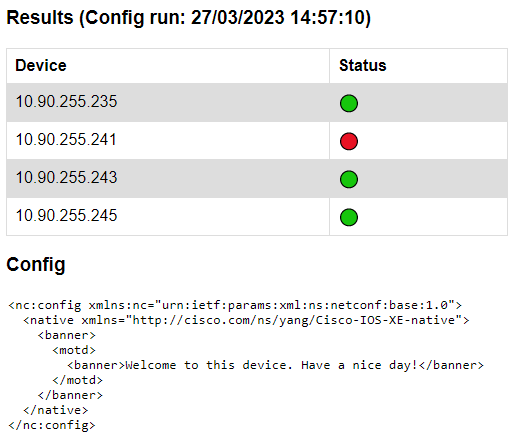 Results (Config run: 27/03/2023 14:57:10)
Device Status
10.90.255.235
10.90.255.241
10.90.255.243
10.90.255.245
Config
<nc:config xmlns:nc="urn:ietf:params:xml:ns:netconf:base:1.0">
  <native xmlns="http://cisco.com/ns/yang/Cisco-IOS-XE-native">
    <banner>
      <motd>
        <banner>Welcome to this device. Have a nice day!</banner>
      </motd>
    </banner>
  </native>
</nc:config>